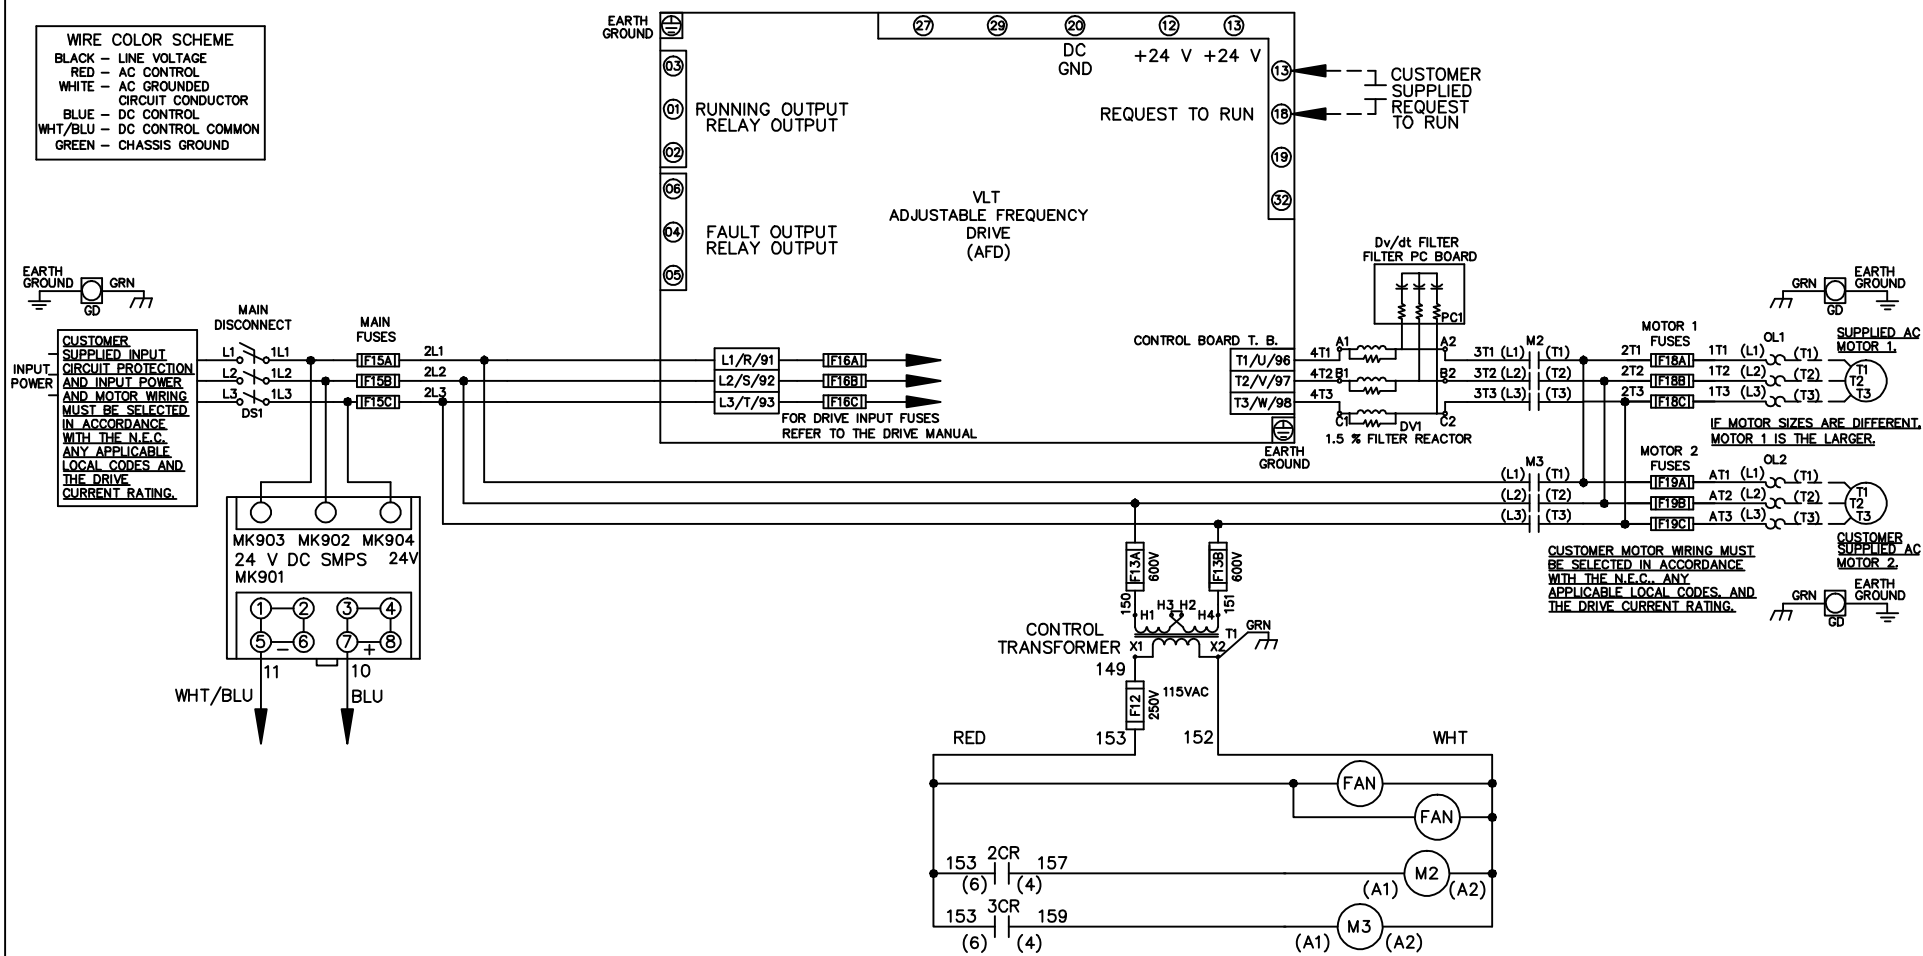 WIRE COLOR SCHEME
BLACK – LINE VOLTAGE
RED – AC CONTROL
WHITE – AC GROUNDED
CIRCUIT CONDUCTOR
BLUE – DC CONTROL
WHT/BLU – DC CONTROL COMMON
GREEN – CHASSIS GROUND
EARTH
GROUND
27 29 20 12 13
DC
GND
+24 V +24 V
03
01
02
RUNNING OUTPUT
RELAY OUTPUT
06
04
05
FAULT OUTPUT
RELAY OUTPUT
VLT
ADJUSTABLE FREQUENCY
DRIVE
(AFD)
REQUEST TO RUN
13
18
19
32
CUSTOMER
SUPPLIED
REQUEST
TO RUN
EARTH
GROUND
GRN
GD
INPUT
POWER
CUSTOMER
SUPPLIED INPUT
CIRCUIT PROTECTION
AND INPUT POWER
AND MOTOR WIRING
MUST BE SELECTED
IN ACCORDANCE
WITH THE N.E.C.
ANY APPLICABLE
LOCAL CODES AND
THE DRIVE
CURRENT RATING.
MAIN
DISCONNECT
L1 1L1
L2 1L2
L3 1L3
DS1
MAIN
FUSES
F15A 2L1
F15B 2L2
F15C 2L3
L1/R/91 F16A
L2/S/92 F16B
L3/T/93 F16C
FOR DRIVE INPUT FUSES
REFER TO THE DRIVE MANUAL
CONTROL BOARD T. B.
T1/U/96 4T1
T2/V/97 4T2
T3/W/98 4T3
EARTH
GROUND
Dv/dt FILTER
FILTER PC BOARD
PC1
A1 A2
B1 B2
C1 C2
DV1
1.5 % FILTER REACTOR
M2
3T1 (L1) (T1)
3T2 (L2) (T2)
3T3 (L3) (T3)
MOTOR 1
FUSES
2T1 F18A 1T1 (L1)
2T2 F18B 1T2 (L2)
2T3 F18C 1T3 (L3)
OL1
(T1)
(T2)
(T3)
T1
T2
T3
GRN
GD
EARTH
GROUND
SUPPLIED AC
MOTOR 1.
IF MOTOR SIZES ARE DIFFERENT,
MOTOR 1 IS THE LARGER.
M3
(L1) (T1)
(L2) (T2)
(L3) (T3)
MOTOR 2
FUSES
F19A AT1 (L1)
F19B AT2 (L2)
F19C AT3 (L3)
OL2
(T1)
(T2)
(T3)
T1
T2
T3
CUSTOMER
SUPPLIED AC
MOTOR 2.
CUSTOMER MOTOR WIRING MUST
BE SELECTED IN ACCORDANCE
WITH THE N.E.C., ANY
APPLICABLE LOCAL CODES, AND
THE DRIVE CURRENT RATING.
GRN
GD
EARTH
GROUND
MK903 MK902 MK904
24 V DC SMPS 24V
MK901
1 2 3 4
5 – 6 7 + 8
11 10
WHT/BLU BLU
F13A 600V
F13B 600V
150 151
H1 H3 H2 H4
CONTROL
TRANSFORMER
X1 X2
T1
GRN
149
F12 250V
115VAC
153 152
RED WHT
FAN
FAN
153 2CR 157
(6) (4)
(A1) M2 (A2)
153 3CR 159
(6) (4)
(A1) M3 (A2)